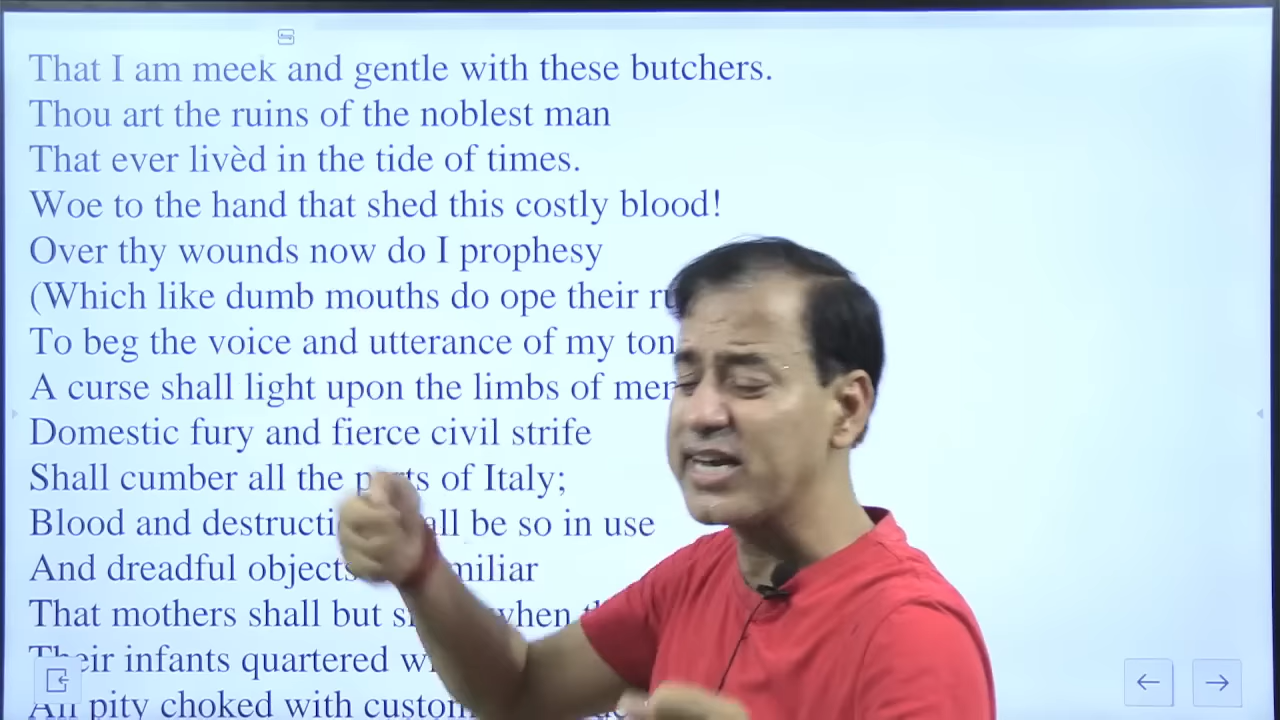 That I am meek and gentle with these butchers.
Thou art the ruins of the noblest man
That ever livèd in the tide of times.
Woe to the hand that shed this costly blood!
Over thy wounds now do I prophesy
(Which like dumb mouths do ope their
To beg the voice and utterance of my
A curse shall light upon the limbs of
Domestic fury and fierce civil strife
Shall cumber all the parts of Italy;
Blood and be so in use
And dreadful objects
That mothers shall but when
Their infants quartered
All pity choked with